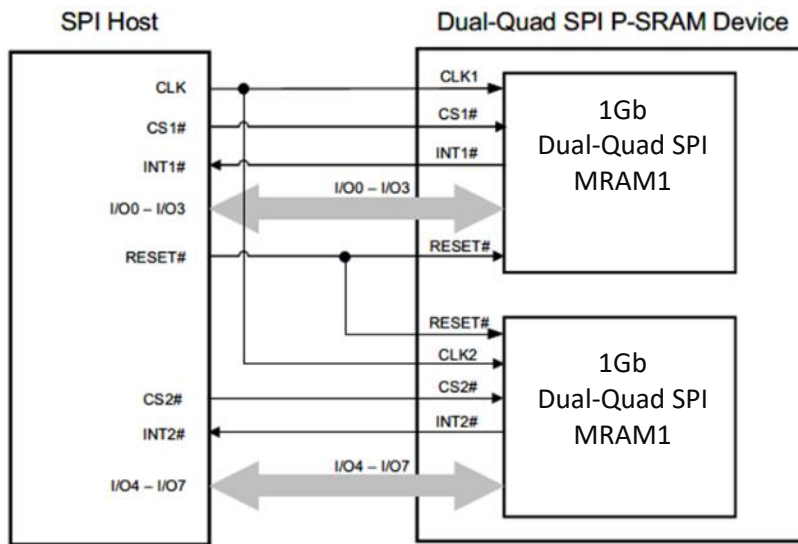 SPI Host
Dual-Quad SPI P-SRAM Device
CLK
CLK1
CS1#
CS1#
INT1#
INT1#
I/O0 – I/O3
I/O0 – I/O3
RESET#
RESET#
1Gb
Dual-Quad SPI
MRAM1
RESET#
CLK2
CS2#
CS2#
INT2#
INT2#
I/O4 – I/O7
I/O4 – I/O7
1Gb
Dual-Quad SPI
MRAM1